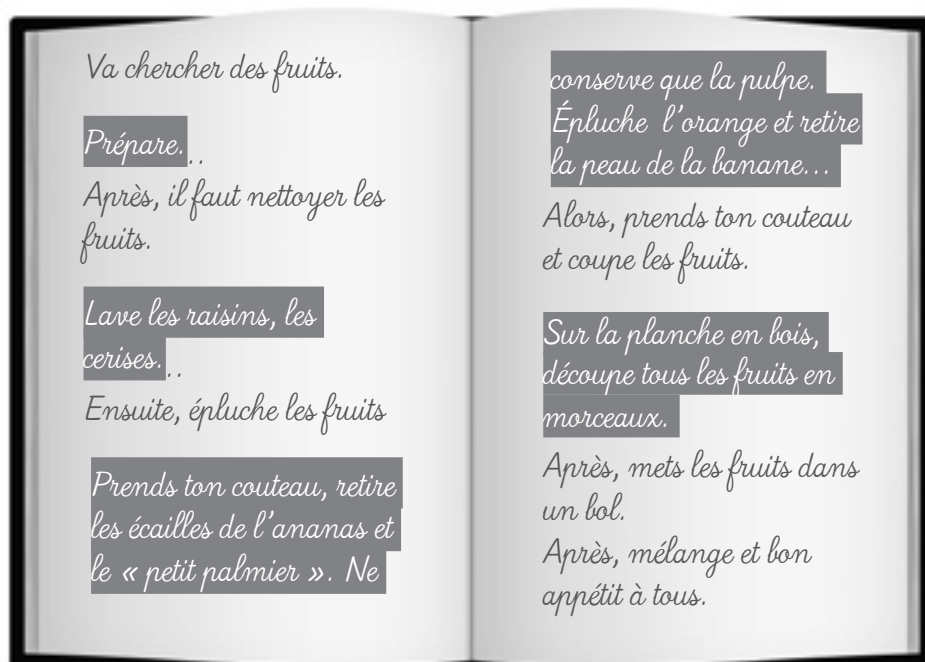 Va chercher des fruits.
Prépare...
Après, il faut nettoyer les
fruits.
Lave les raisins, les
cerises...
Ensuite, épluche les fruits
Prends ton couteau, retire
les écailles de l'ananas et
le « petit palmier ». Ne
conserve que la pulpe.
Épluche l'orange et retire
la peau de la banane...
Alors, prends ton couteau
et coupe les fruits.
Sur la planche en bois,
découpe tous les fruits en
morceaux.
Après, mets les fruits dans
un bol.
Après, mélange et bon
appétit à tous.